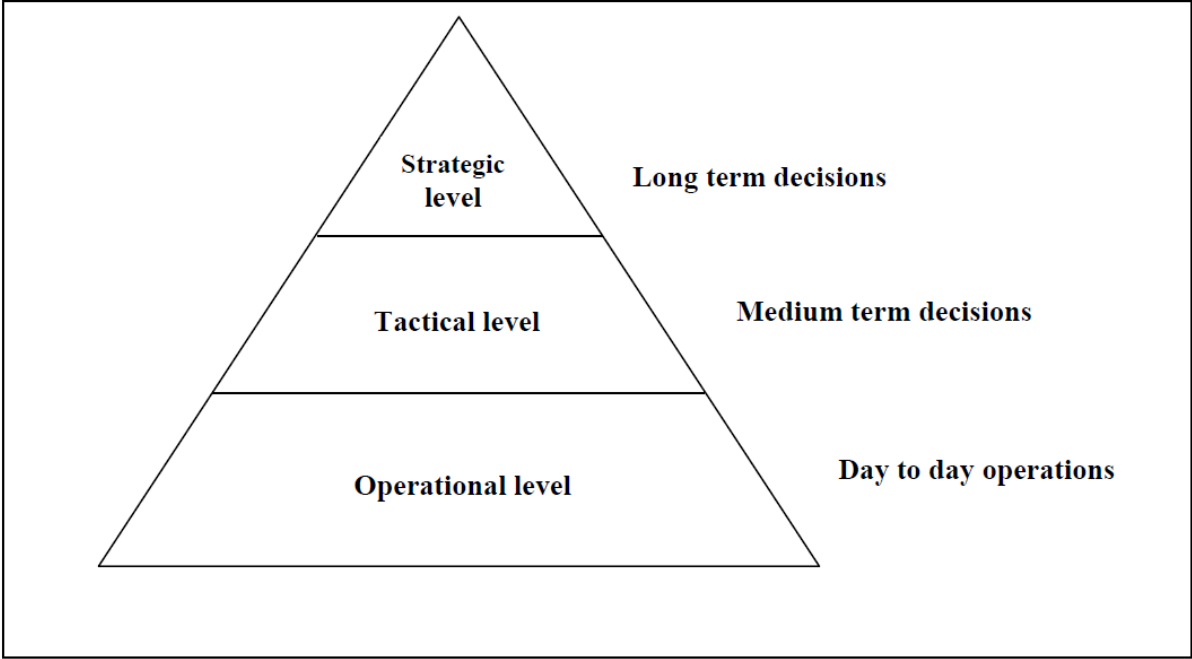 Strategic
level
Long term decisions
Tactical level
Medium term decisions
Operational level
Day to day operations